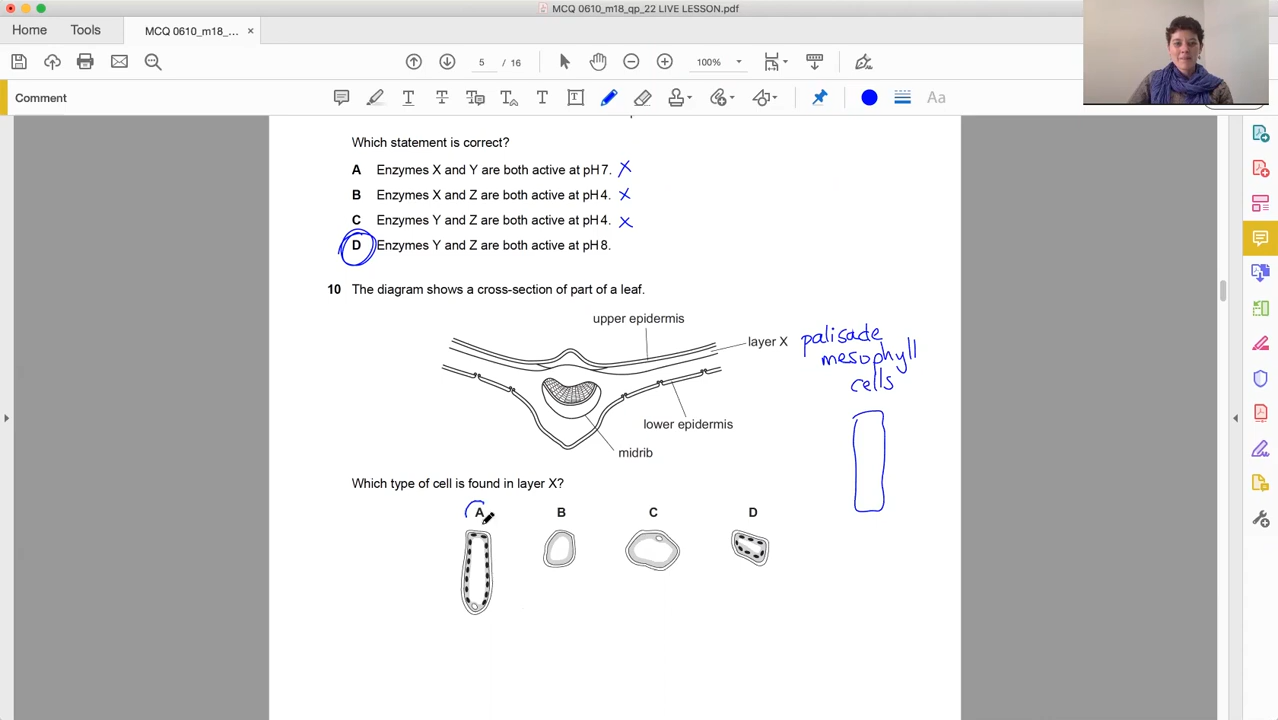 MCQ 0610_m18_qp_22 LIVE LESSON.pdf
Home Tools MCQ 0610_m18_... ×
5 / 16 100%
Comment Aa
Which statement is correct?
A Enzymes X and Y are both active at pH 7. X
B Enzymes X and Z are both active at pH 4. X
C Enzymes Y and Z are both active at pH 4. X
D Enzymes Y and Z are both active at pH 8.
10 The diagram shows a cross-section of part of a leaf.
upper epidermis
layer X
palisade
mesophyll
cells
lower epidermis
midrib
Which type of cell is found in layer X?
A B C D